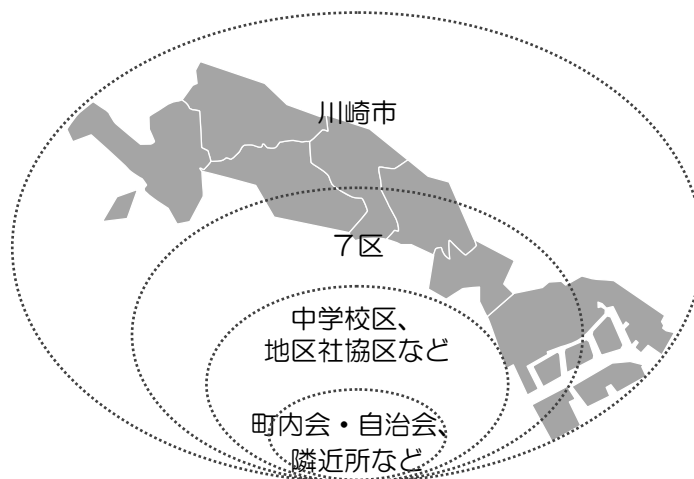 川崎市
７区
中学校区、
地区社協区など
町内会・自治会、
隣近所など